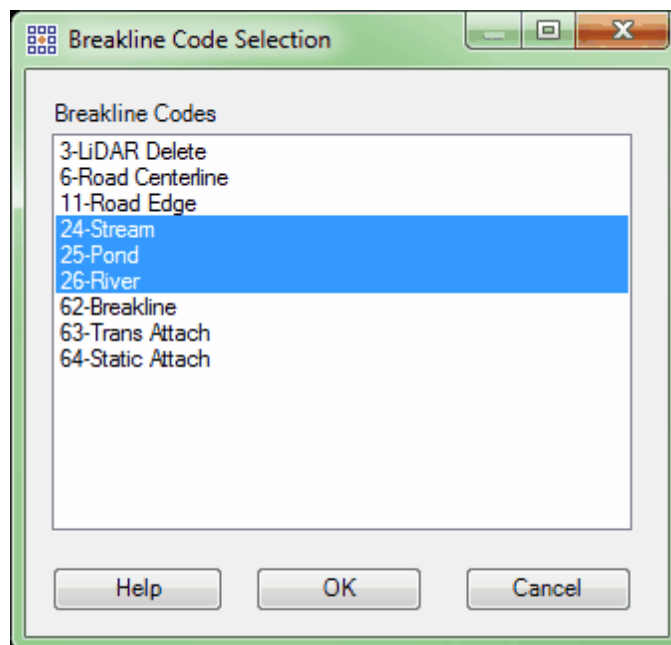 Breakline Code Selection
Breakline Codes
3-LiDAR Delete
6-Road Centerline
11-Road Edge
24-Stream
25-Pond
26-River
62-Breakline
63-Trans Attach
64-Static Attach
Help OK Cancel